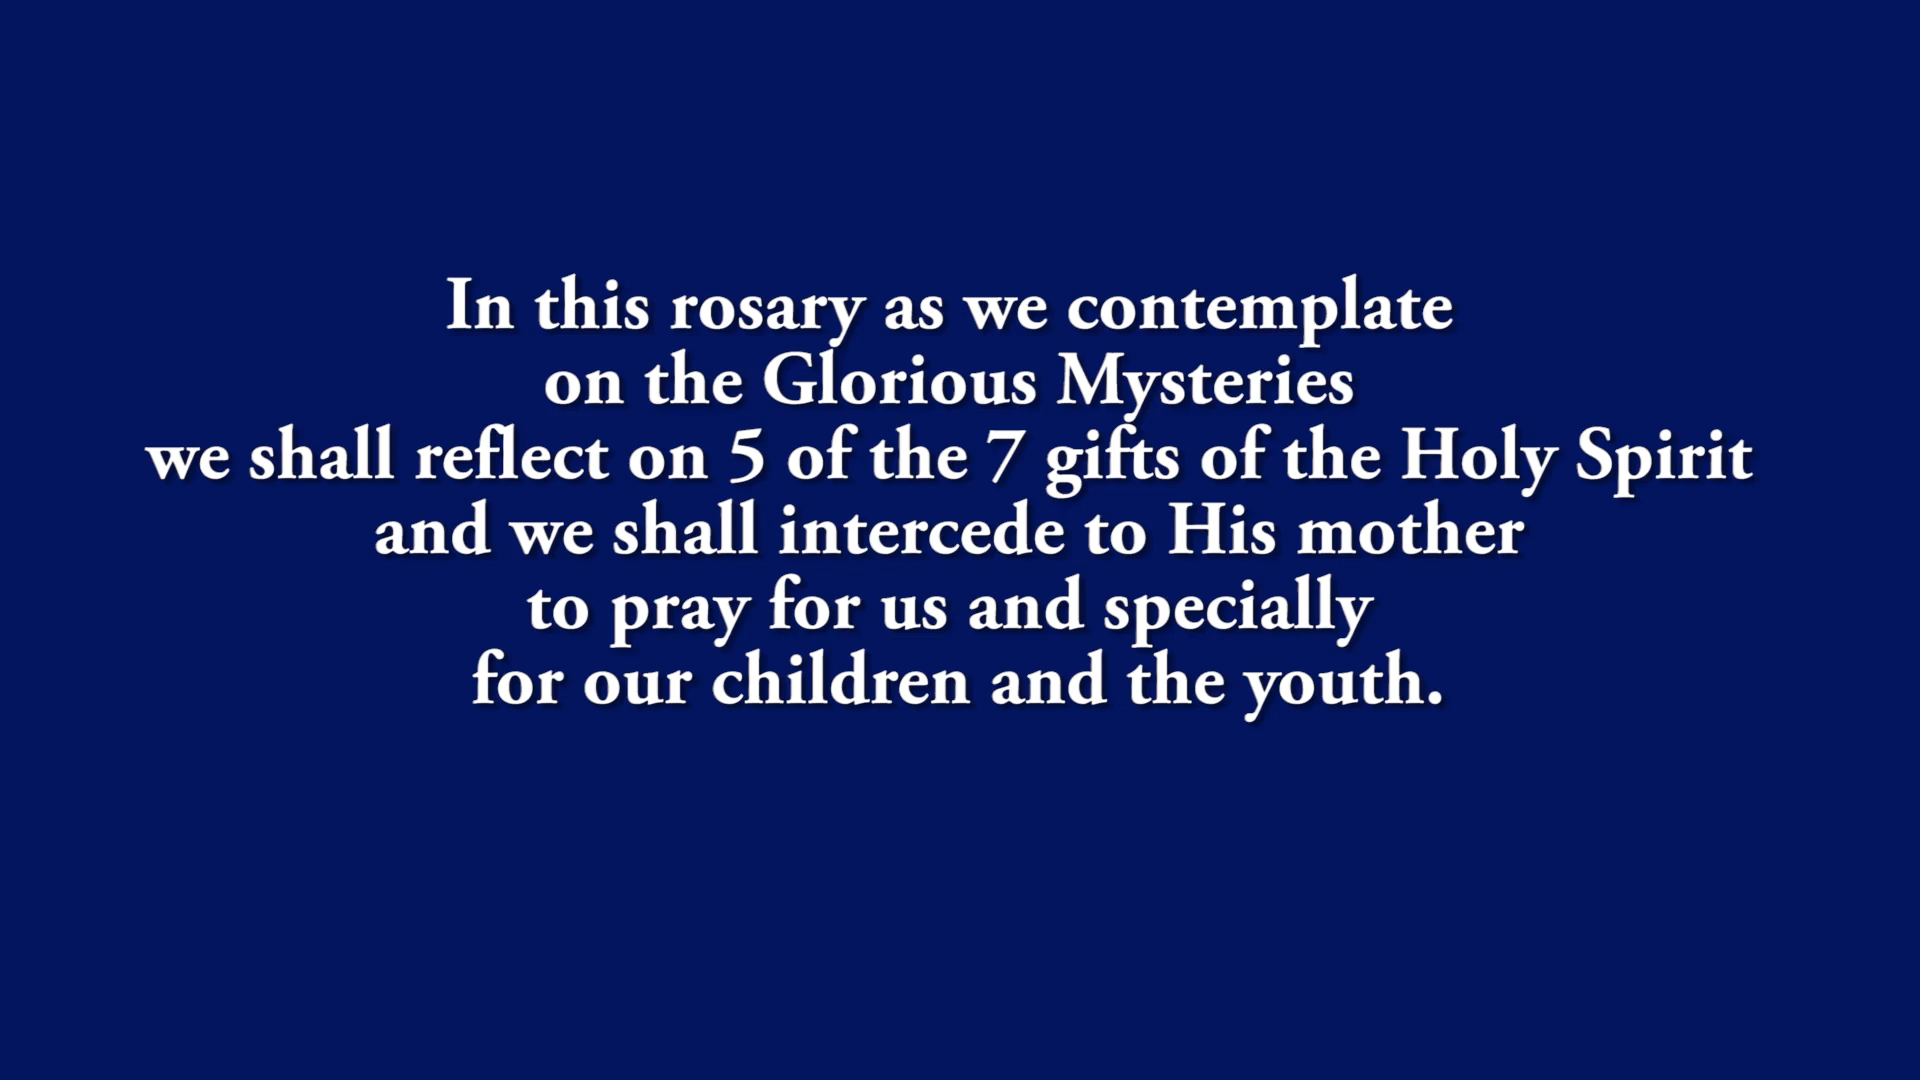 In this rosary as we contemplate
on the Glorious Mysteries
we shall reflect on 5 of the 7 gifts of the Holy Spirit
and we shall intercede to His mother
to pray for us and specially
for our children and the youth.